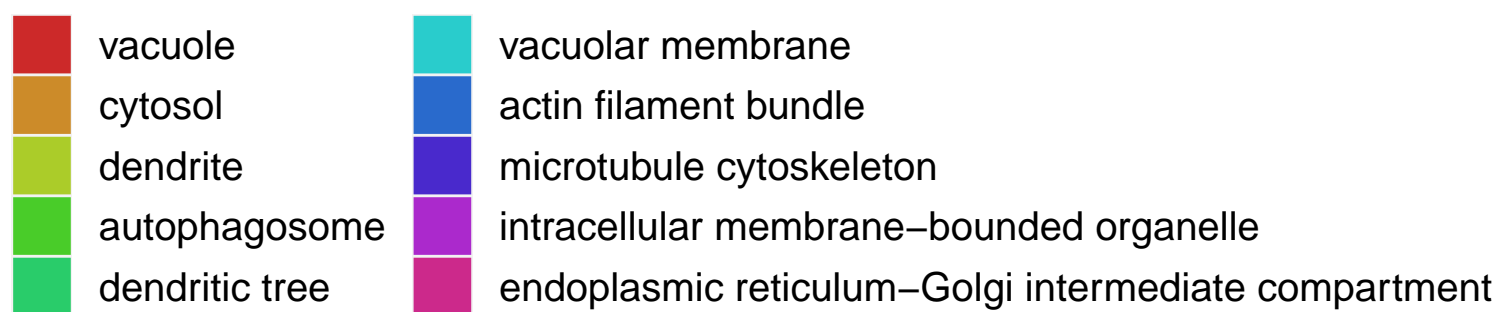 vacuole
cytosol
dendrite
autophagosome
dendritic tree
vacuolar membrane
actin filament bundle
microtubule cytoskeleton
intracellular membrane−bounded organelle
endoplasmic reticulum−Golgi intermediate compartment